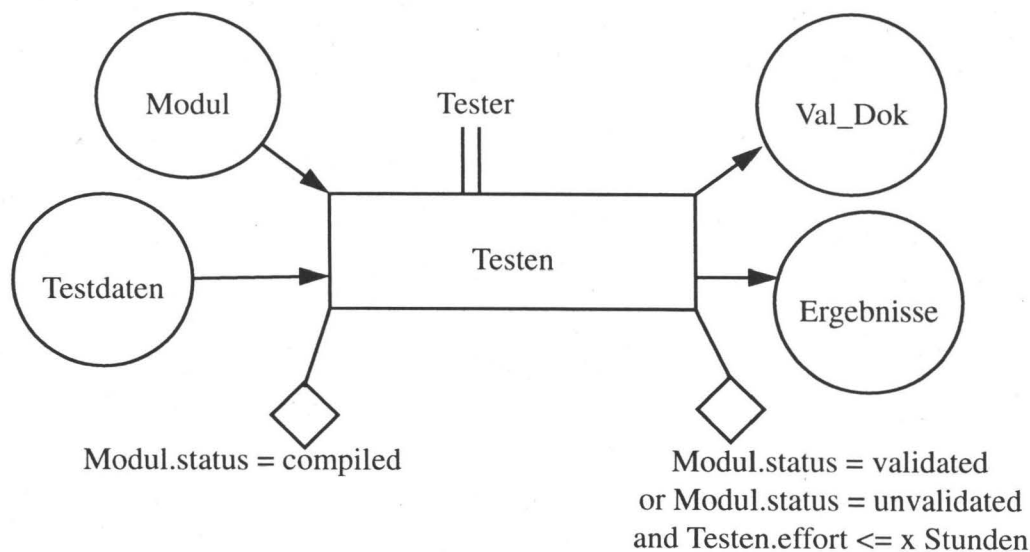 Modul
Tester
Val_Dok
Testdaten
Testen
Ergebnisse
Modul.status = compiled
Modul.status = validated
or Modul.status = unvalidated
and Testen.effort <= x Stunden